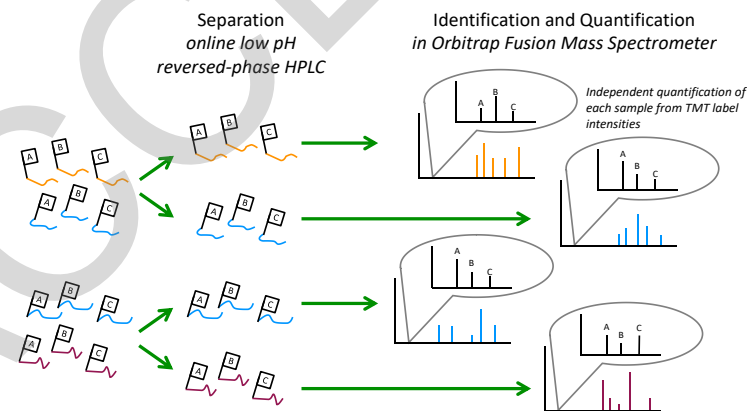 Separation
online low pH
reversed-phase HPLC
Identification and Quantification
in Orbitrap Fusion Mass Spectrometer
Independent quantification of
each sample from TMT label
intensities
A B C
A B C
A B C
A B C
A B C
A B C
A B C
A B C
A B C
A B C
A B C
A B C